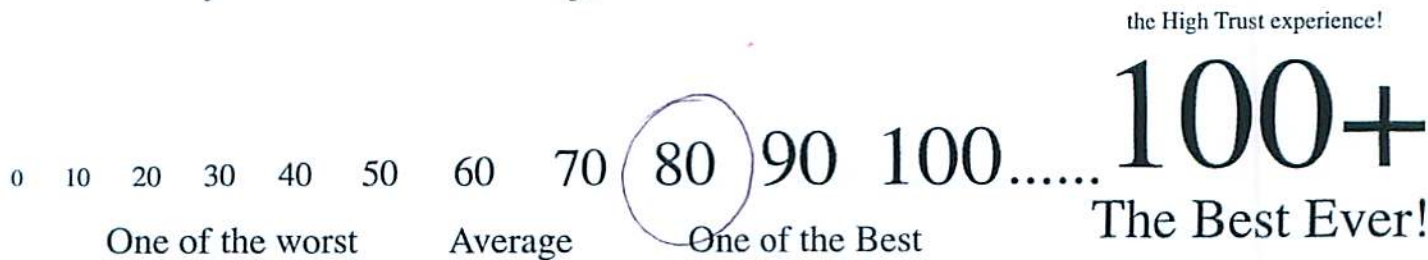 the High Trust experience!
0 10 20 30 40 50 60 70 80 90 100...... 100+
One of the worst Average One of the Best The Best Ever!